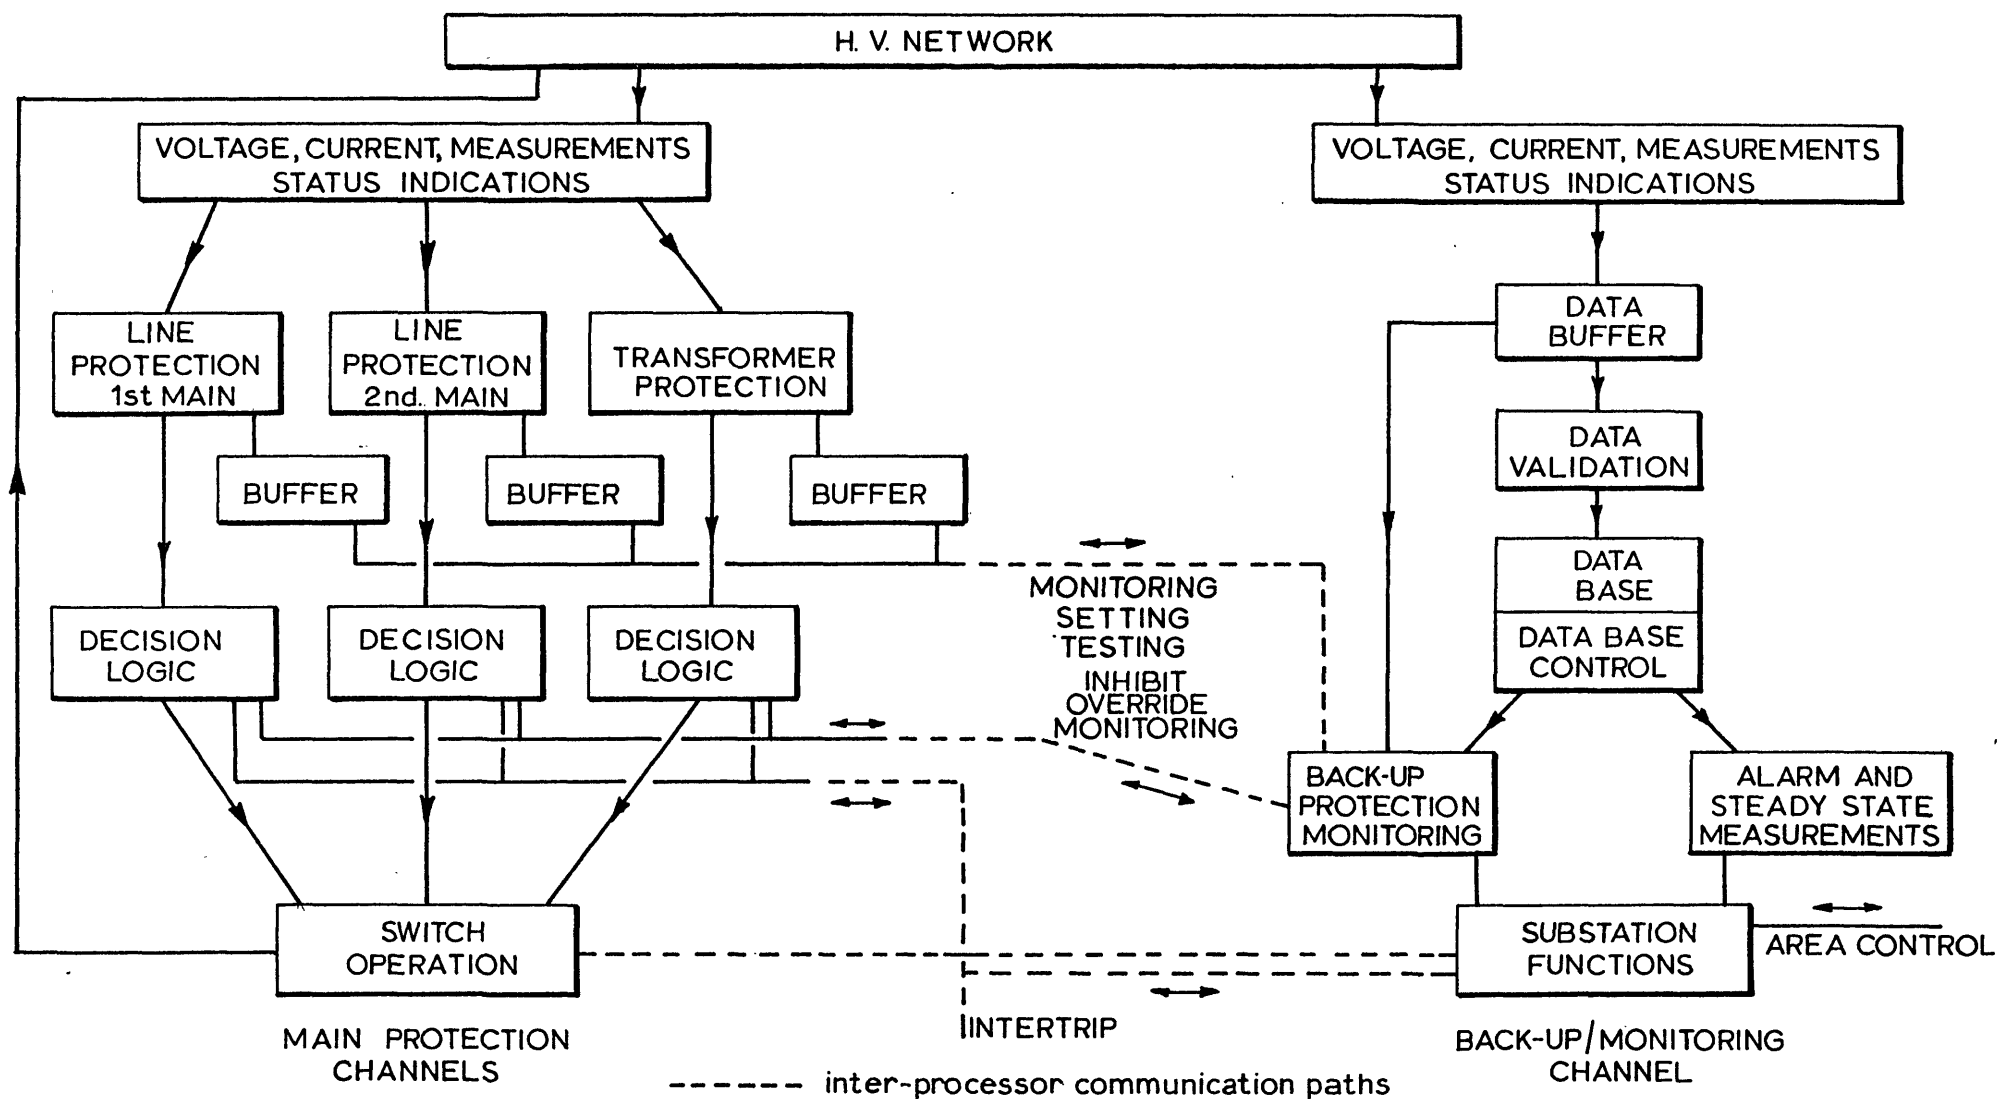 H. V. NETWORK
VOLTAGE, CURRENT, MEASUREMENTS
STATUS INDICATIONS
VOLTAGE, CURRENT, MEASUREMENTS
STATUS INDICATIONS
LINE
PROTECTION
1st MAIN
LINE
PROTECTION
2nd. MAIN
TRANSFORMER
PROTECTION
DATA
BUFFER
DATA
VALIDATION
BUFFER
BUFFER
BUFFER
DATA
BASE
DATA BASE
CONTROL
MONITORING
SETTING
TESTING
INHIBIT
OVERRIDE
MONITORING
DECISION
LOGIC
DECISION
LOGIC
DECISION
LOGIC
BACK-UP
PROTECTION
MONITORING
ALARM AND
STEADY STATE
MEASUREMENTS
SWITCH
OPERATION
SUBSTATION
FUNCTIONS
AREA CONTROL
INTERTRIP
MAIN PROTECTION
CHANNELS
BACK-UP/MONITORING
CHANNEL
inter-processor communication paths